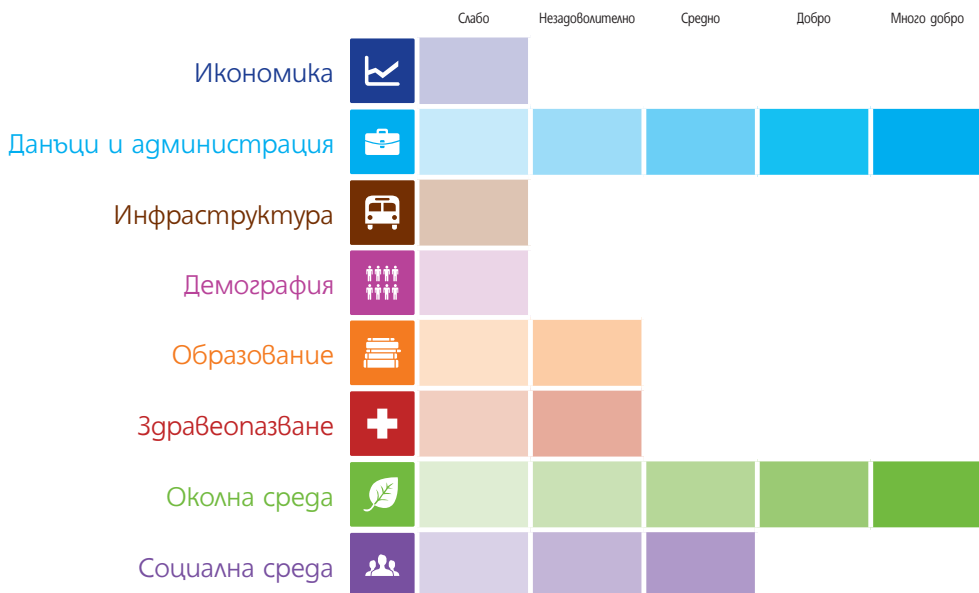 Слабо Незадоволително Средно Добро Много добро
Икономика
Данъци и администрация
Инфраструктура
Демография
Образование
Здравеопазване
Околна среда
Социална среда